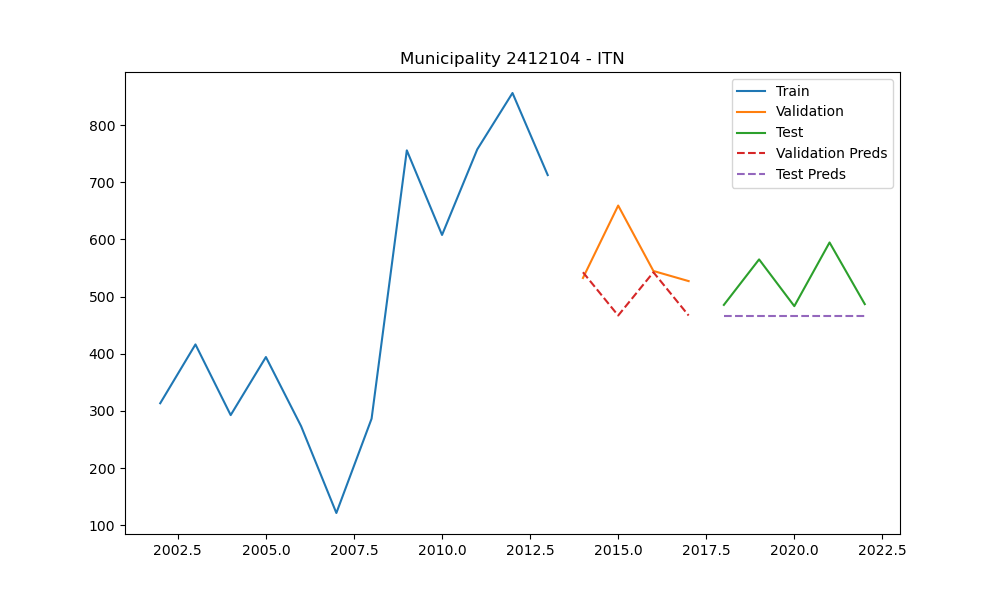 Municipality 2412104 - ITN
Train
Validation
Test
Validation Preds
Test Preds
800
700
600
500
400
300
200
100
2002.5 2005.0 2007.5 2010.0 2012.5 2015.0 2017.5 2020.0 2022.5